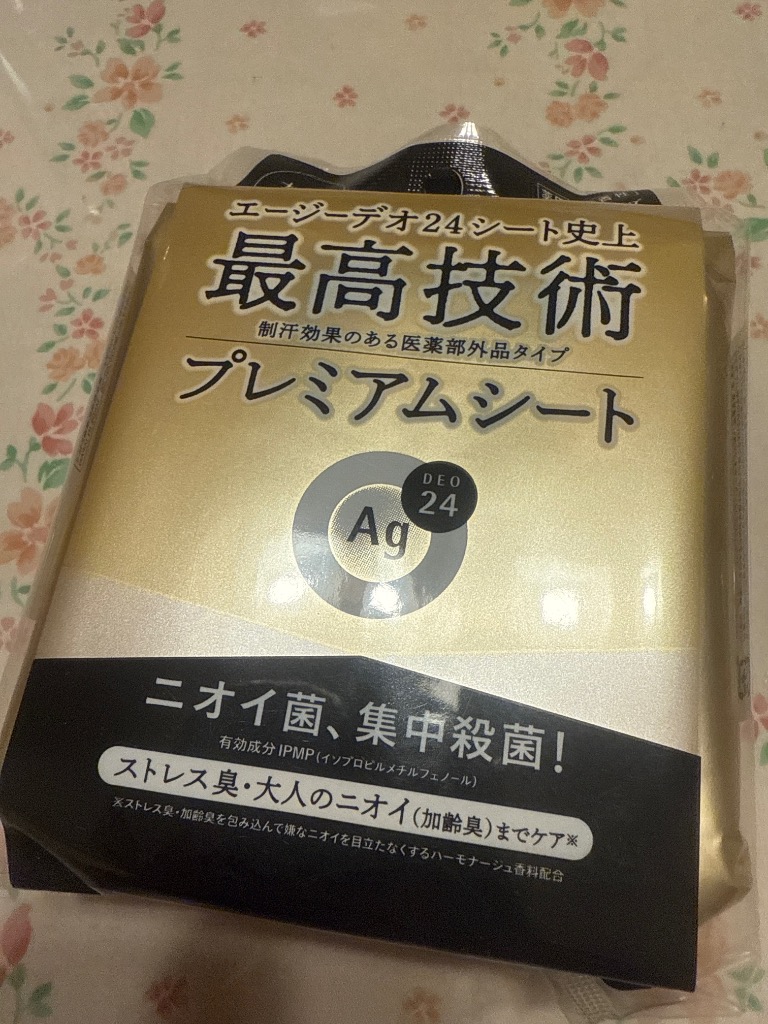 エージーデオ24シート史上
最高技術
制汗効果のある医薬部外品タイプ
プレミアムシート
DEO
24
Ag
ニオイ菌、集中殺菌!
有効成分IPMP(イソプロピルメチルフェノール)
ストレス臭・大人のニオイ(加齢臭)までケア※
※ストレス臭・加齢臭を包み込んで嫌なニオイを目立たなくするハーモナージュ香料配合